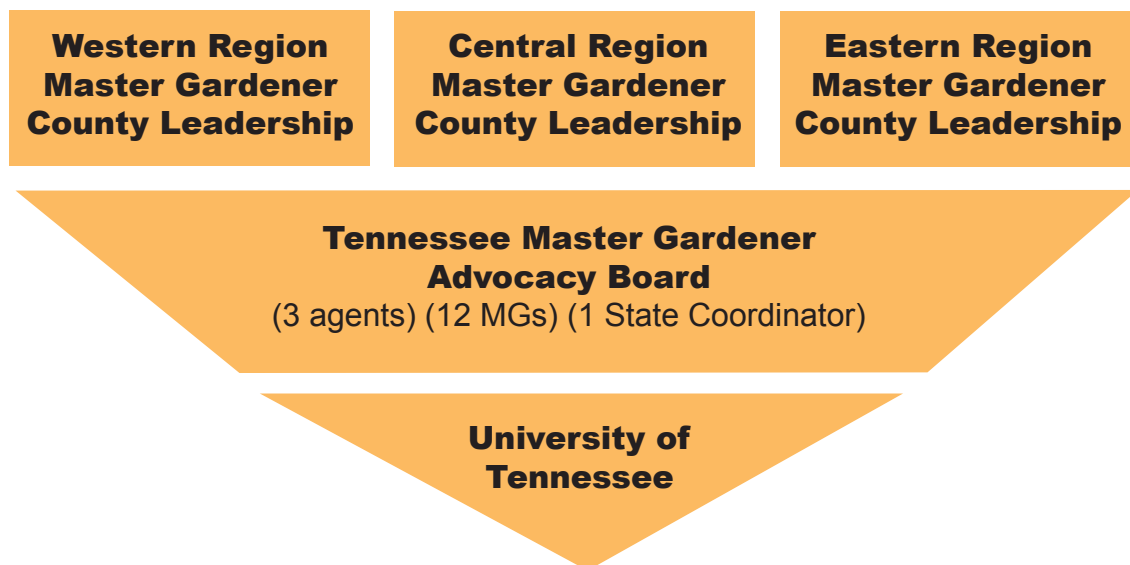 Western Region
Master Gardener
County Leadership
Central Region
Master Gardener
County Leadership
Eastern Region
Master Gardener
County Leadership
Tennessee Master Gardener
Advocacy Board
(3 agents) (12 MGs) (1 State Coordinator)
University of
Tennessee